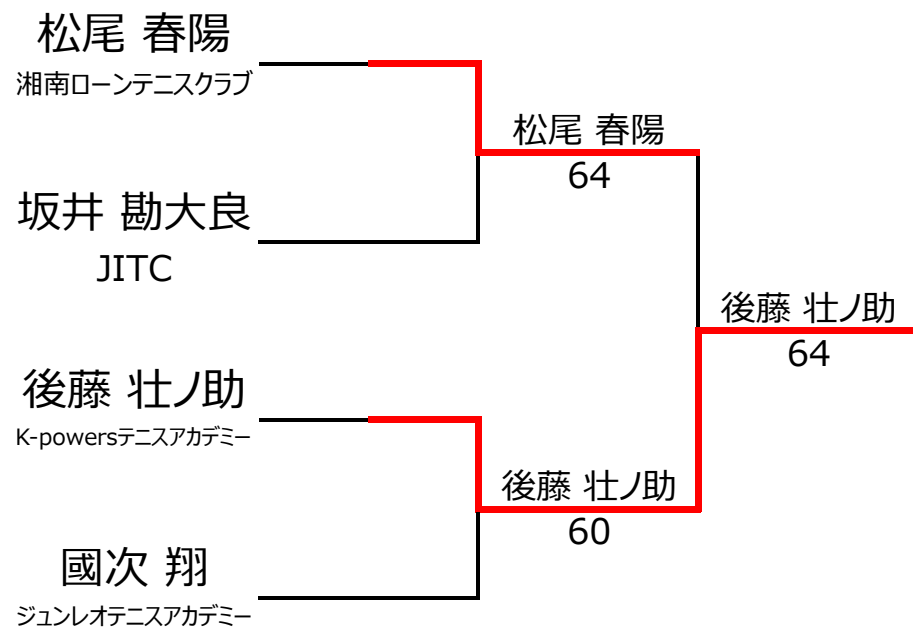 松尾 春陽
湘南ローンテニスクラブ
坂井 勘大良
JITC
後藤 壮ノ助
K-powersテニスアカデミー
國次 翔
ジュンレオテニスアカデミー
松尾 春陽
64
後藤 壮ノ助
60
後藤 壮ノ助
64